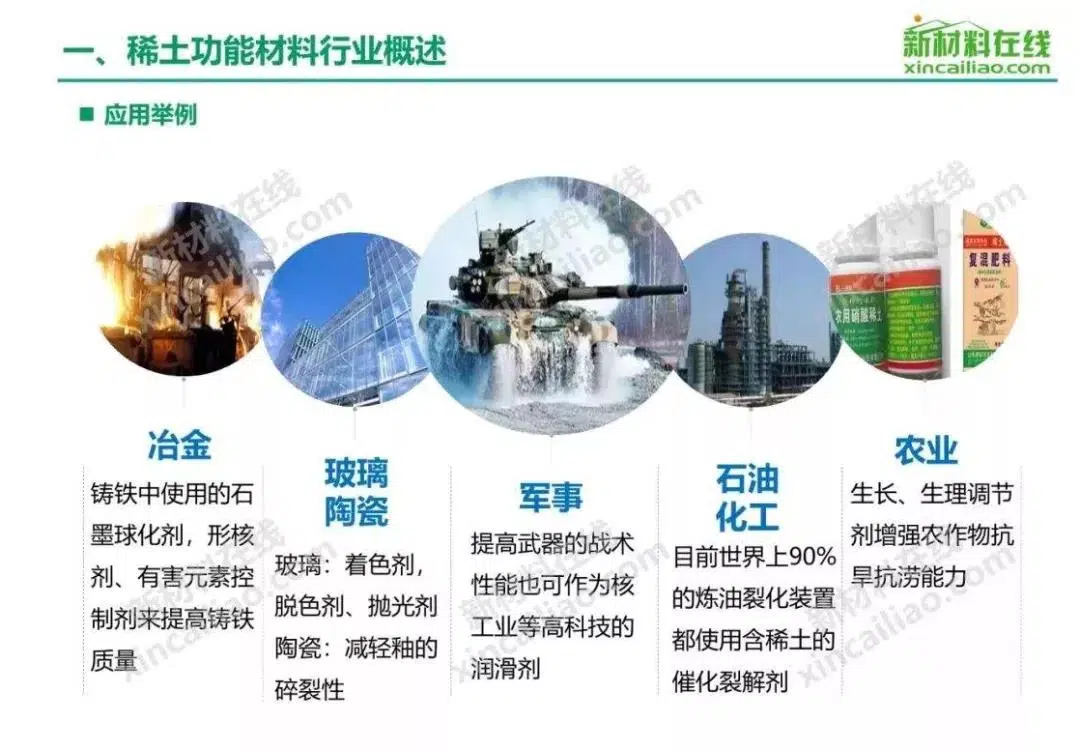 一、稀土功能材料行业概述
新材料在线
xincailiao.com
■ 应用举例
农用硝酸稀土
复混肥料
冶金
铸铁中使用的石
墨球化剂，形核
剂、有害元素控
制剂来提高铸铁
质量
玻璃
陶瓷
玻璃：着色剂，
脱色剂、抛光剂
陶瓷：减轻釉的
碎裂性
军事
提高武器的战术
性能也可作为核
工业等高科技的
润滑剂
石油
化工
目前世界上90%
的炼油裂化装置
都使用含稀土的
催化裂解剂
农业
生长、生理调节
剂增强农作物抗
旱抗涝能力
新材料在线
xincailiao.com
新材料在线
xincailiao.com
新材料在线
xincailiao.com
新材料在线
xincailiao.com
新材料在线
xincailiao.com
新材料在线
xincailiao.com